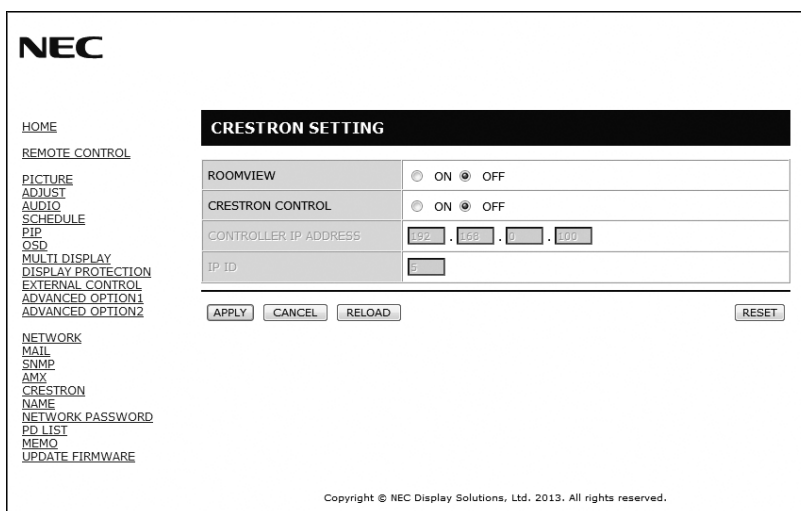 NEC
HOME
REMOTE CONTROL
PICTURE
ADJUST
AUDIO
SCHEDULE
PIP
OSD
MULTI DISPLAY
DISPLAY PROTECTION
EXTERNAL CONTROL
ADVANCED OPTION1
ADVANCED OPTION2
NETWORK
MAIL
SNMP
AMX
CRESTRON
NAME
NETWORK PASSWORD
PD LIST
MEMO
UPDATE FIRMWARE
CRESTRON SETTING
ROOMVIEW ON OFF
CRESTRON CONTROL ON OFF
CONTROLLER IP ADDRESS 192 . 168 . 0 . 100
IP ID 5
APPLY CANCEL RELOAD RESET
Copyright © NEC Display Solutions, Ltd. 2013. All rights reserved.